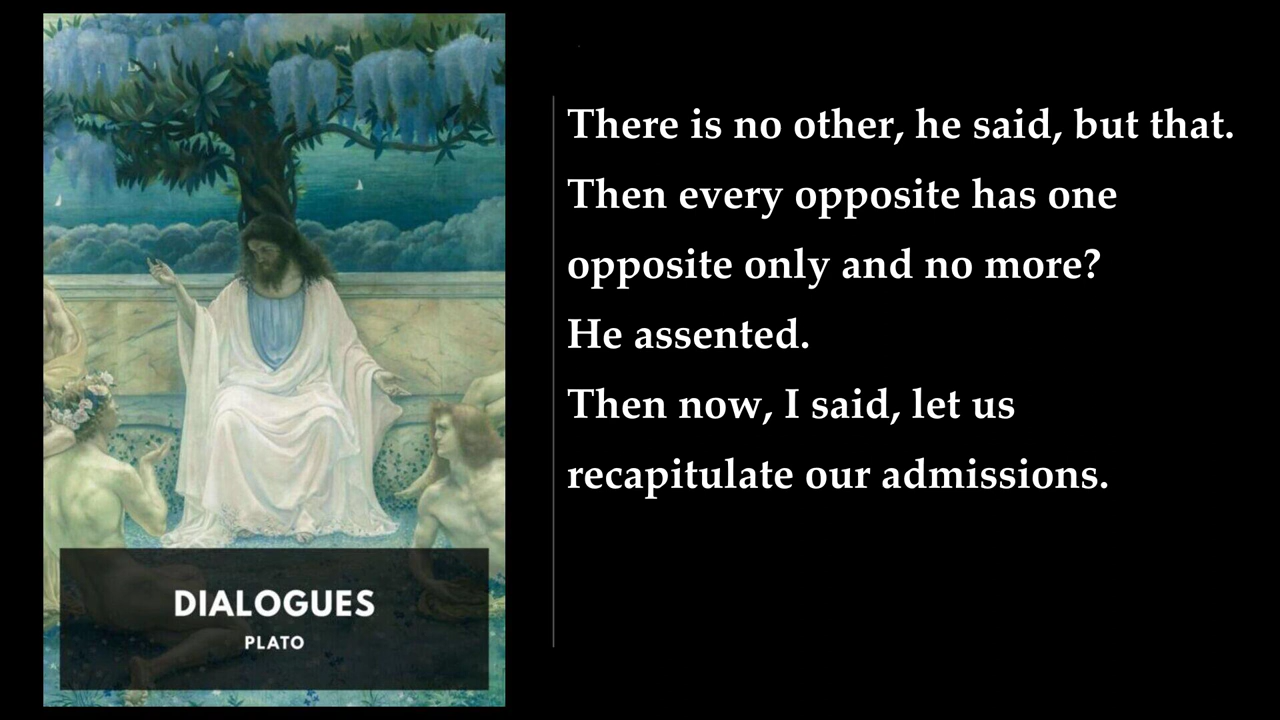 There is no other, he said, but that.
Then every opposite has one
opposite only and no more?
He assented.
Then now, I said, let us
recapitulate our admissions.
DIALOGUES
PLATO